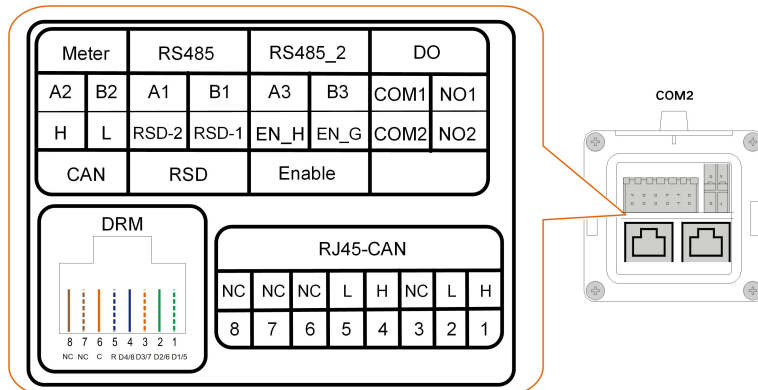 Meter RS485 RS485_2 DO
A2 B2 A1 B1 A3 B3 COM1 NO1
H L RSD-2 RSD-1 EN_H EN_G COM2 NO2
CAN RSD Enable
DRM
8 7 6 5 4 3 2 1
NC NC C R D4/8 D3/7 D2/6 D1/5
RJ45-CAN
NC NC NC L H NC L H
8 7 6 5 4 3 2 1
COM2